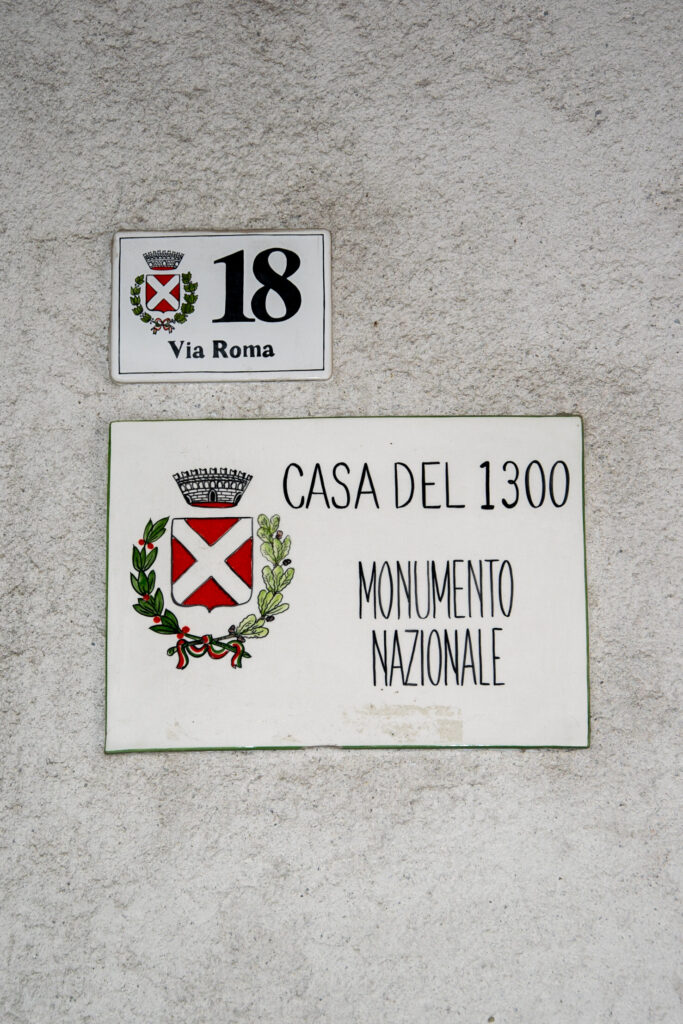 18
Via Roma
CASA DEL 1300
MONUMENTO
NAZIONALE